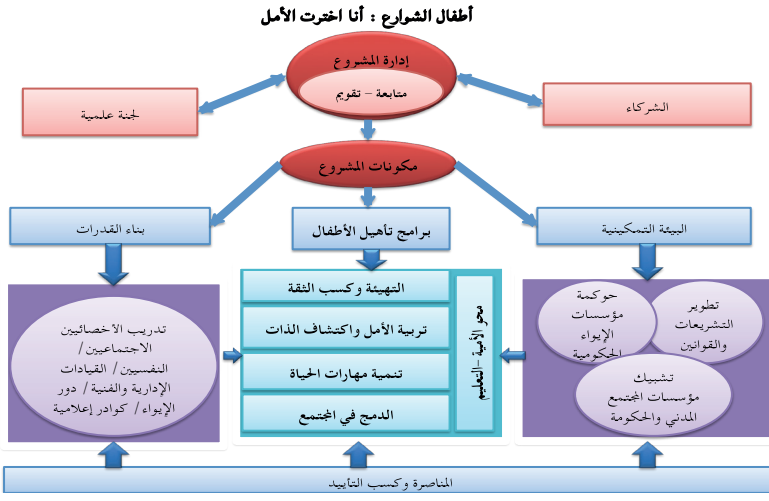 أطفال الشوارع : أنا اخترت الأمل
إدارة المشروع
متابعة – تقويم
الشركاء
لجنة علمية
مكونات المشروع
البيئة التمكينية
برامج تأهيل الأطفال
بناء القدرات
تطوير
التشريعات
والقوانين
حوكمة
مؤسسات
الإيواء
الحكومية
تشبيك
مؤسسات المجتمع
المدني والحكومة
محو الأمية -التعليم
التهيئة وكسب الثقة
تربية الأمل واكتشاف الذات
تنمية مهارات الحياة
الدمج في المجتمع
تدريب الأخصائيين
الاجتماعيين/
النفسيين/ القيادات
الإدارية والفنية/ دور
الإيواء/ كوادر إعلامية
المناصرة وكسب التأييد